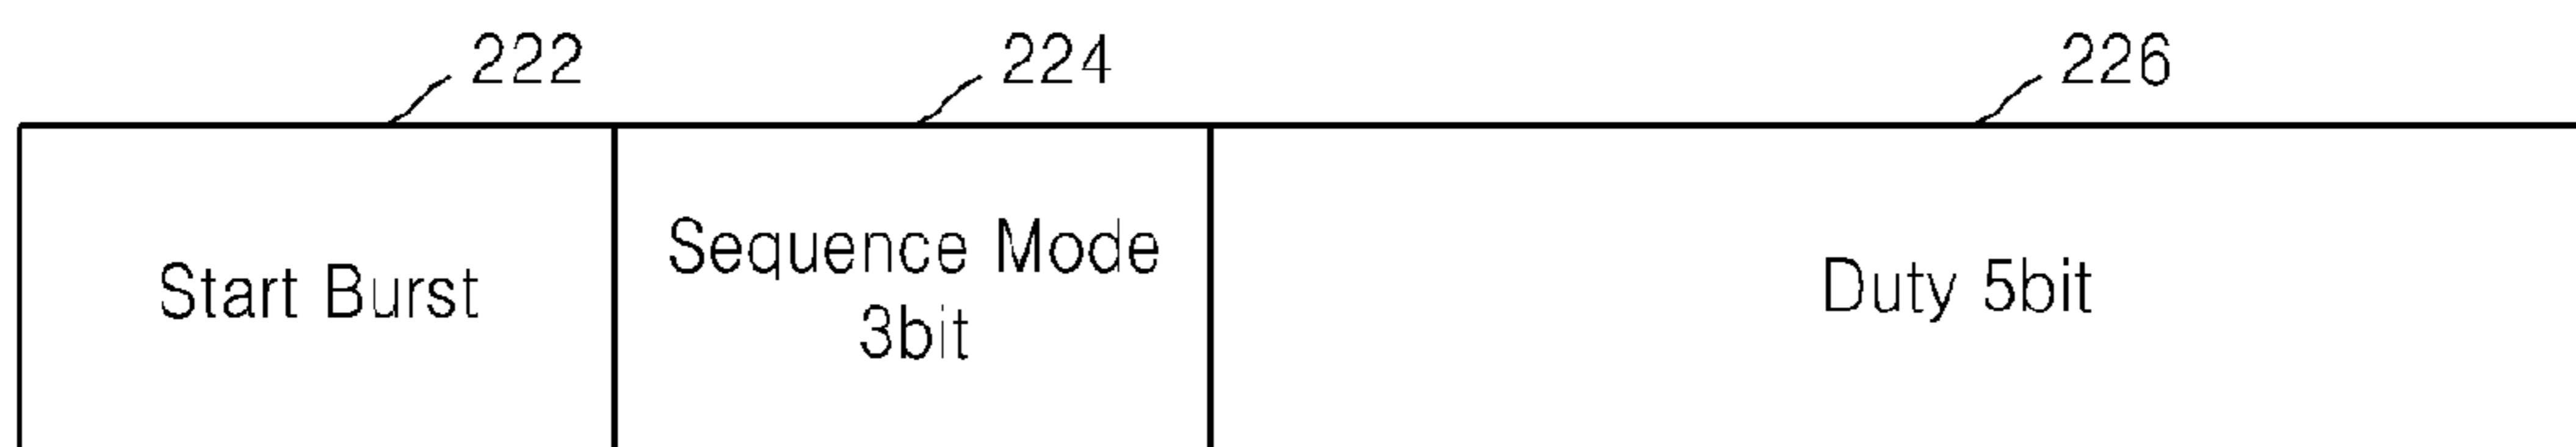 222
224
226
Start Burst
Sequence Mode
3bit
Duty 5bit